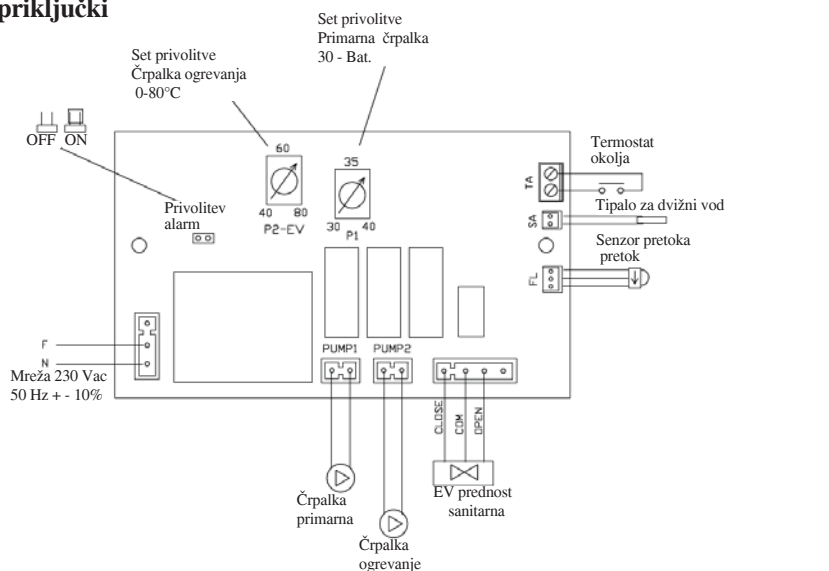 priključki
Set privolitve
Primarna črpalka
30 - Bat.
Set privolitve
Črpalka ogrevanja
0-80°C
OFF ON
60
40 80
P2-EV
35
30 40
P1
Privolitev
alarm
TA
Termostat
okolja
SA
Tipalo za dvižni vod
FL
Senzor pretoka
pretok
F
N
Mreža 230 Vac
50 Hz + - 10%
PUMP1 PUMP2
CLOSE
COM
OPEN
Črpalka
primarna
Črpalka
ogrevanje
EV prednost
sanitarna